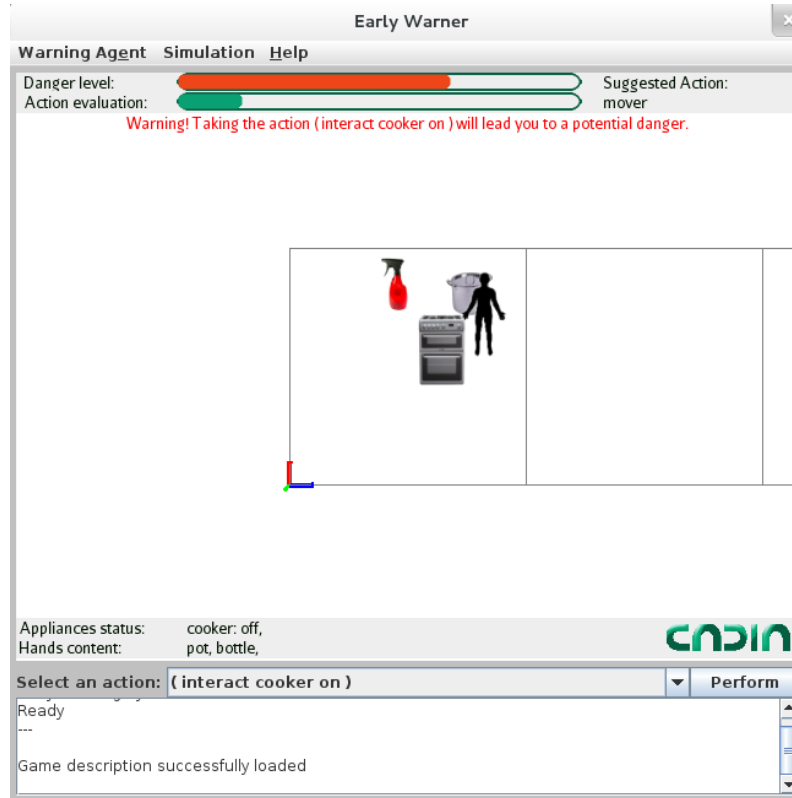 Early Warner
Warning Agent Simulation Help
Danger level: Suggested Action:
Action evaluation: mover
Warning! Taking the action ( interact cooker on ) will lead you to a potential danger.
Appliances status: cooker: off,
Hands content: pot, bottle,
Select an action: ( interact cooker on ) Perform
Ready
---
Game description successfully loaded